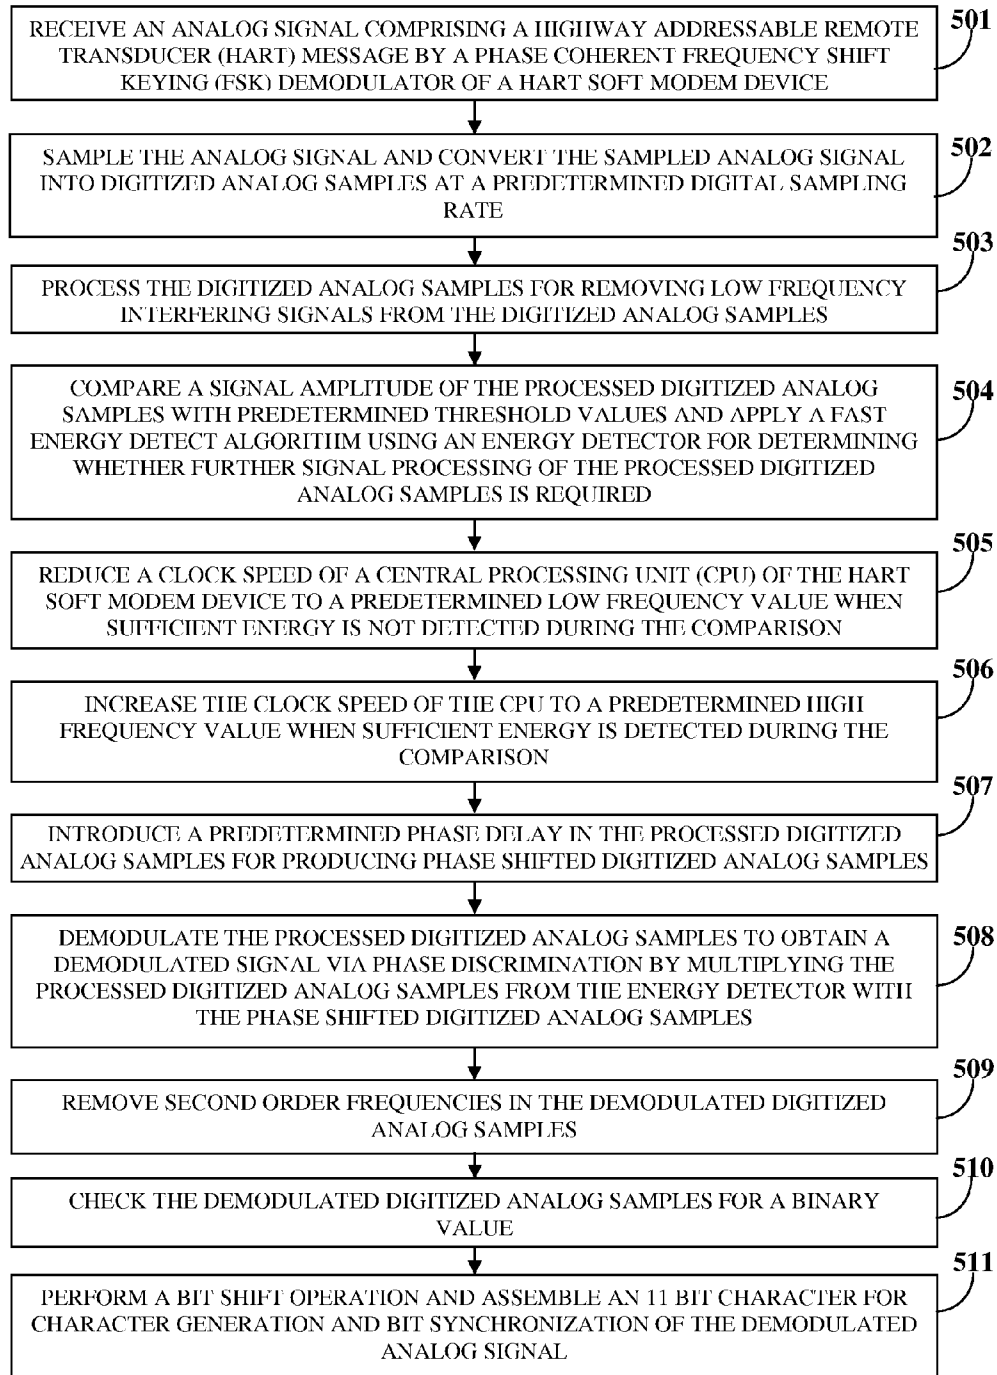 RECEIVE AN ANALOG SIGNAL COMPRISING A HIGHWAY ADDRESSABLE REMOTE
TRANSDUCER (HART) MESSAGE BY A PHASE COHERENT FREQUENCY SHIFT
KEYING (FSK) DEMODULATOR OF A HART SOFT MODEM DEVICE
501
SAMPLE THE ANALOG SIGNAL AND CONVERT THE SAMPLED ANALOG SIGNAL
INTO DIGITIZED ANALOG SAMPLES AT A PREDETERMINED DIGITAL SAMPLING
RATE
502
PROCESS THE DIGITIZED ANALOG SAMPLES FOR REMOVING LOW FREQUENCY
INTERFERING SIGNALS FROM THE DIGITIZED ANALOG SAMPLES
503
COMPARE A SIGNAL AMPLITUDE OF THE PROCESSED DIGITIZED ANALOG
SAMPLES WITH PREDETERMINED THRESHOLD VALUES AND APPLY A FAST
ENERGY DETECT ALGORITHM USING AN ENERGY DETECTOR FOR DETERMINING
WHETHER FURTHER SIGNAL PROCESSING OF THE PROCESSED DIGITIZED
ANALOG SAMPLES IS REQUIRED
504
REDUCE A CLOCK SPEED OF A CENTRAL PROCESSING UNIT (CPU) OF THE HART
SOFT MODEM DEVICE TO A PREDETERMINED LOW FREQUENCY VALUE WHEN
SUFFICIENT ENERGY IS NOT DETECTED DURING THE COMPARISON
505
INCREASE THE CLOCK SPEED OF THE CPU TO A PREDETERMINED HIGH
FREQUENCY VALUE WHEN SUFFICIENT ENERGY IS DETECTED DURING THE
COMPARISON
506
INTRODUCE A PREDETERMINED PHASE DELAY IN THE PROCESSED DIGITIZED
ANALOG SAMPLES FOR PRODUCING PHASE SHIFTED DIGITIZED ANALOG SAMPLES
507
DEMODULATE THE PROCESSED DIGITIZED ANALOG SAMPLES TO OBTAIN A
DEMODULATED SIGNAL VIA PHASE DISCRIMINATION BY MULTIPLYING THE
PROCESSED DIGITIZED ANALOG SAMPLES FROM THE ENERGY DETECTOR WITH
THE PHASE SHIFTED DIGITIZED ANALOG SAMPLES
508
REMOVE SECOND ORDER FREQUENCIES IN THE DEMODULATED DIGITIZED
ANALOG SAMPLES
509
CHECK THE DEMODULATED DIGITIZED ANALOG SAMPLES FOR A BINARY
VALUE
510
PERFORM A BIT SHIFT OPERATION AND ASSEMBLE AN 11 BIT CHARACTER FOR
CHARACTER GENERATION AND BIT SYNCHRONIZATION OF THE DEMODULATED
ANALOG SIGNAL
511